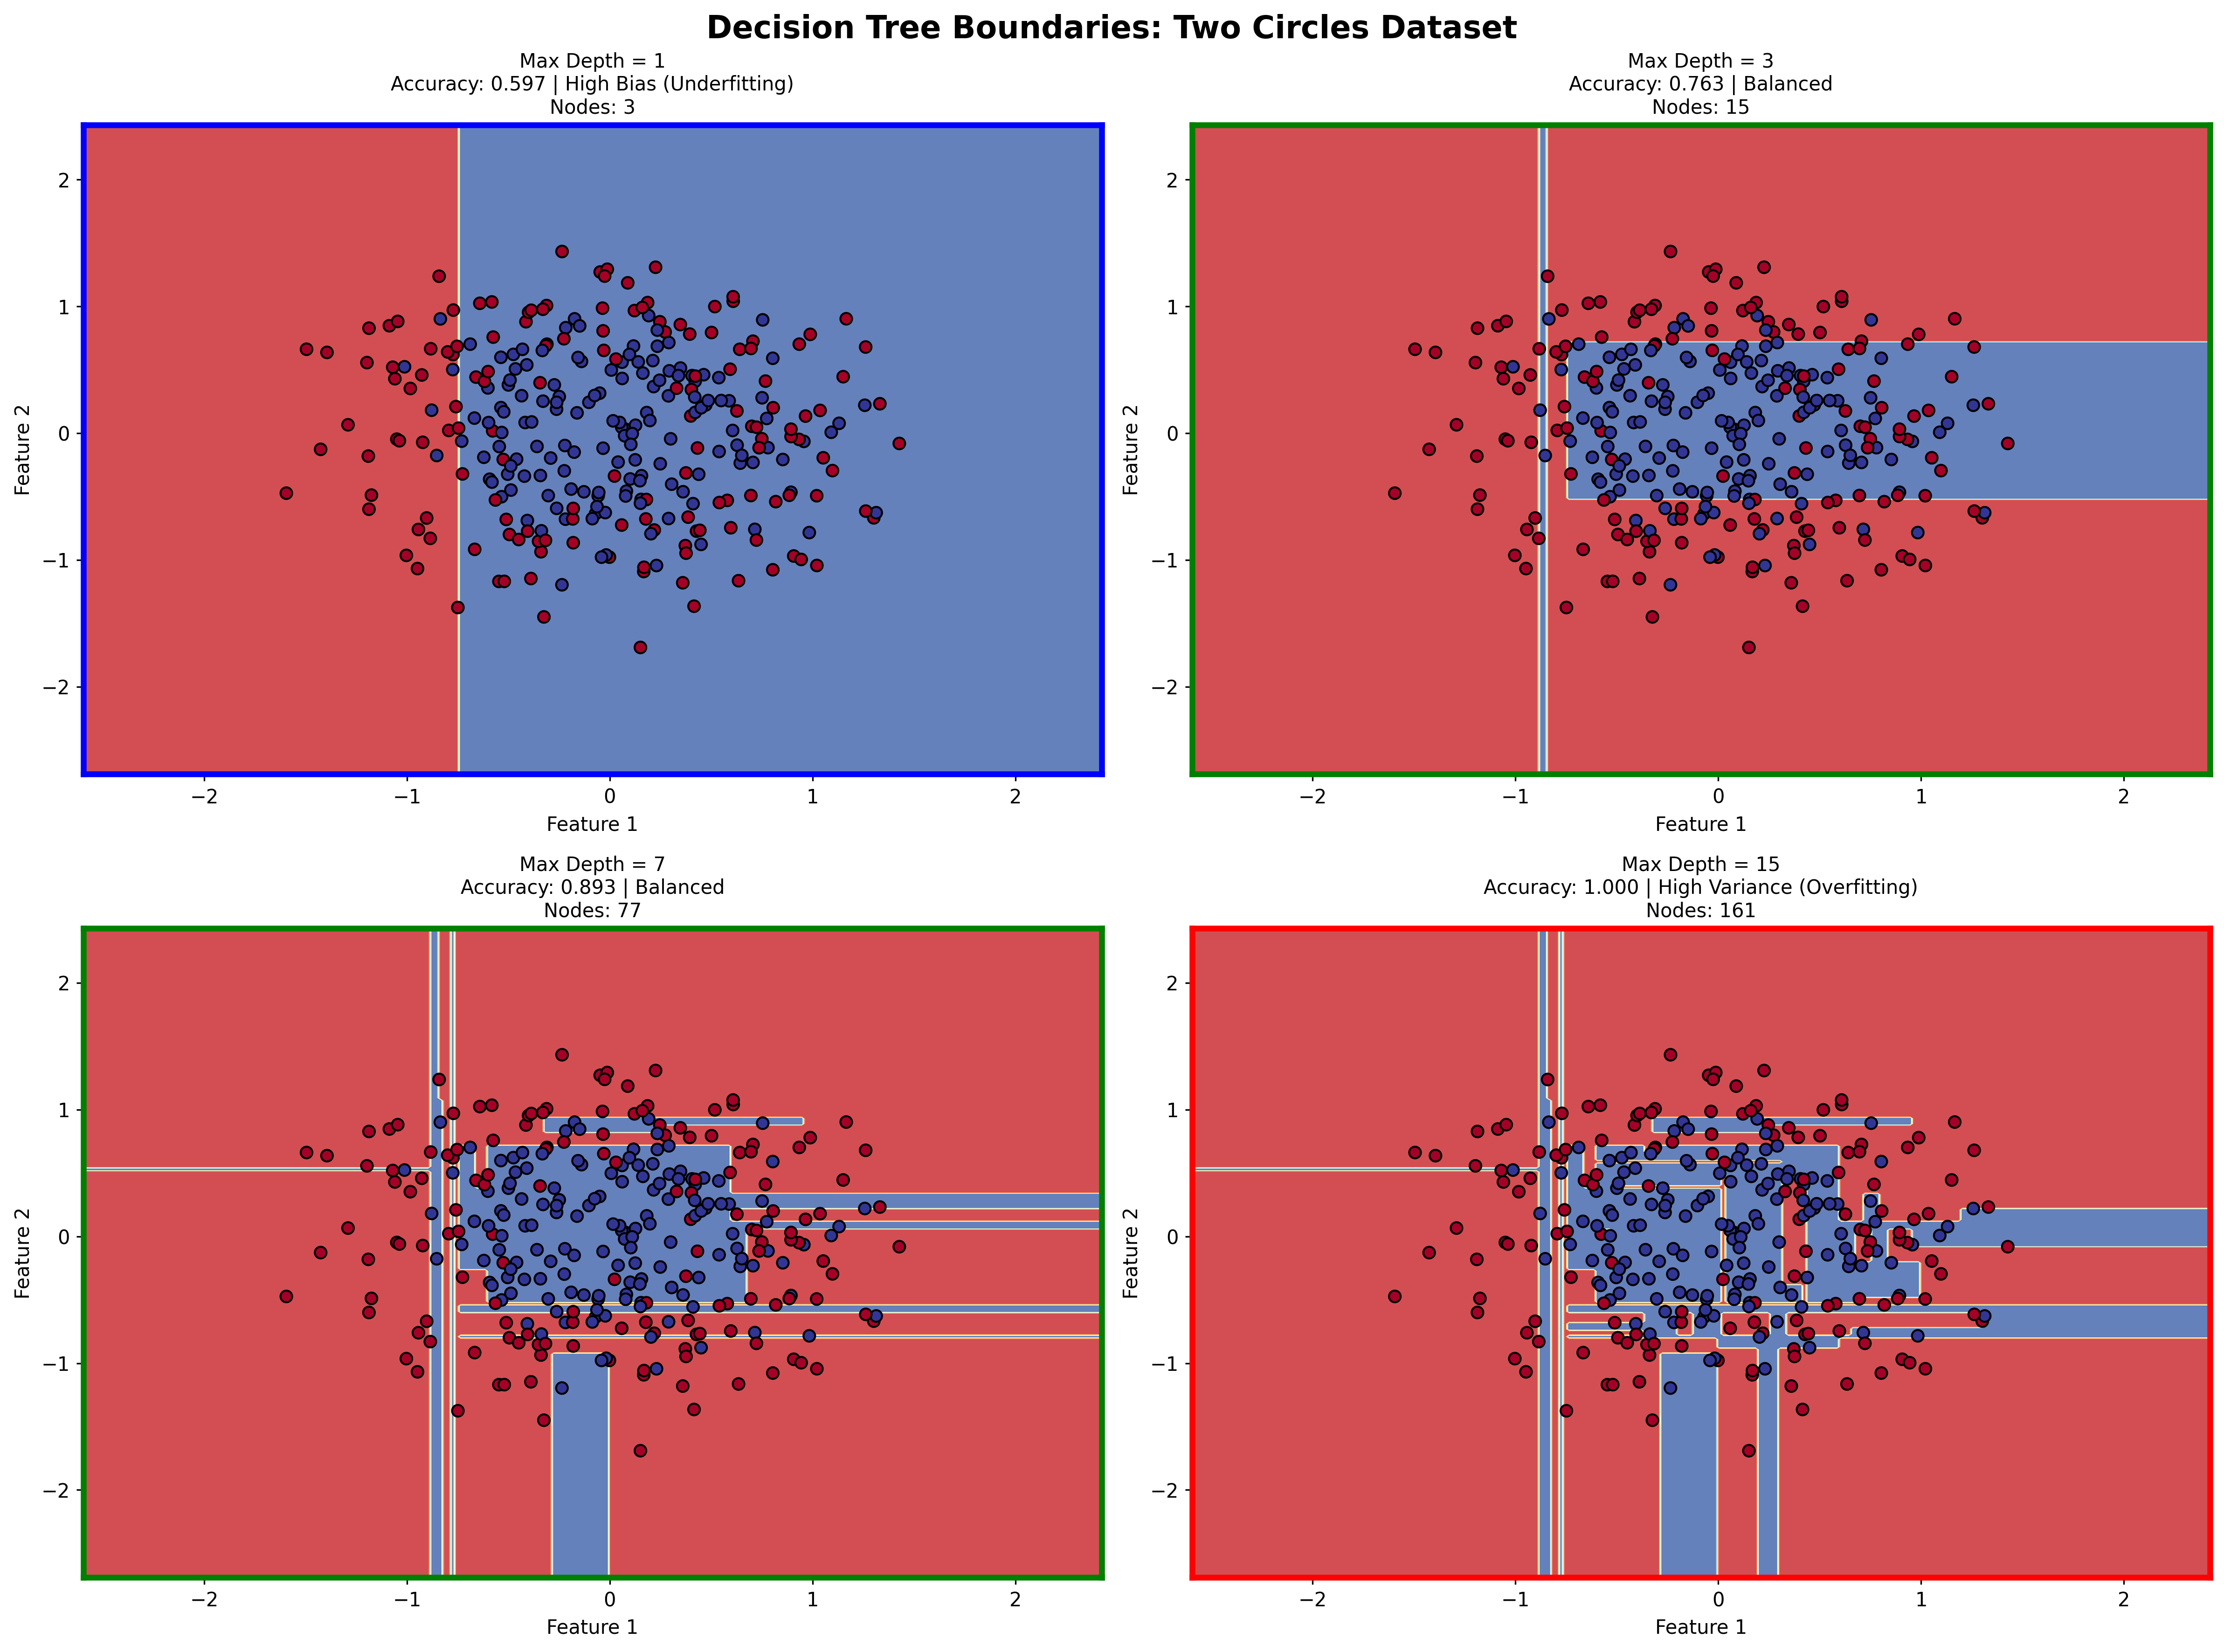 Decision Tree Boundaries: Two Circles Dataset
Max Depth = 1
Accuracy: 0.597 | High Bias (Underfitting)
Nodes: 3
2
1
0
−1
−2
Feature 2
−2 −1 0 1 2
Feature 1
Max Depth = 3
Accuracy: 0.763 | Balanced
Nodes: 15
2
1
0
−1
−2
Feature 2
−2 −1 0 1 2
Feature 1
Max Depth = 7
Accuracy: 0.893 | Balanced
Nodes: 77
2
1
0
−1
−2
Feature 2
−2 −1 0 1 2
Feature 1
Max Depth = 15
Accuracy: 1.000 | High Variance (Overfitting)
Nodes: 161
2
1
0
−1
−2
Feature 2
−2 −1 0 1 2
Feature 1